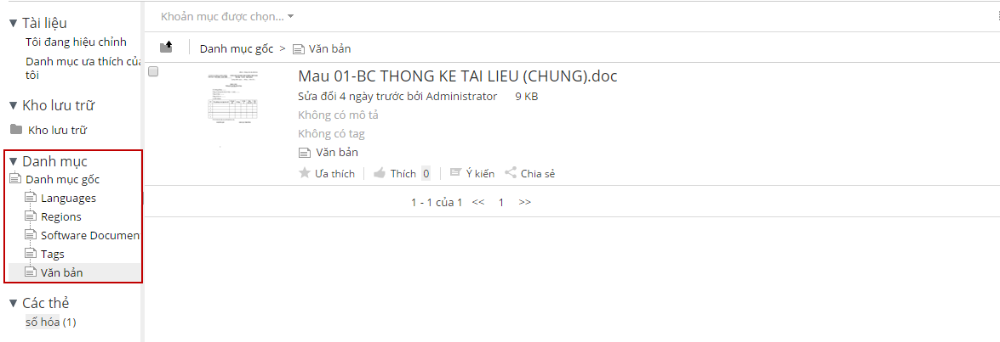 Tài liệu
Tôi đang hiệu chỉnh
Danh mục ưa thích của
tôi
Kho lưu trữ
Kho lưu trữ
Danh mục
Danh mục gốc
Languages
Regions
Software Documen
Tags
Văn bản
Các thẻ
số hóa (1)
Khoản mục được chọn...
Danh mục gốc > Văn bản
Mau 01-BC THONG KE TAI LIEU (CHUNG).doc
Sửa đổi 4 ngày trước bởi Administrator 9 KB
Không có mô tả
Không có tag
Văn bản
Ưa thích Thích 0 Ý kiến Chia sẻ
1 - 1 của 1 << 1 >>